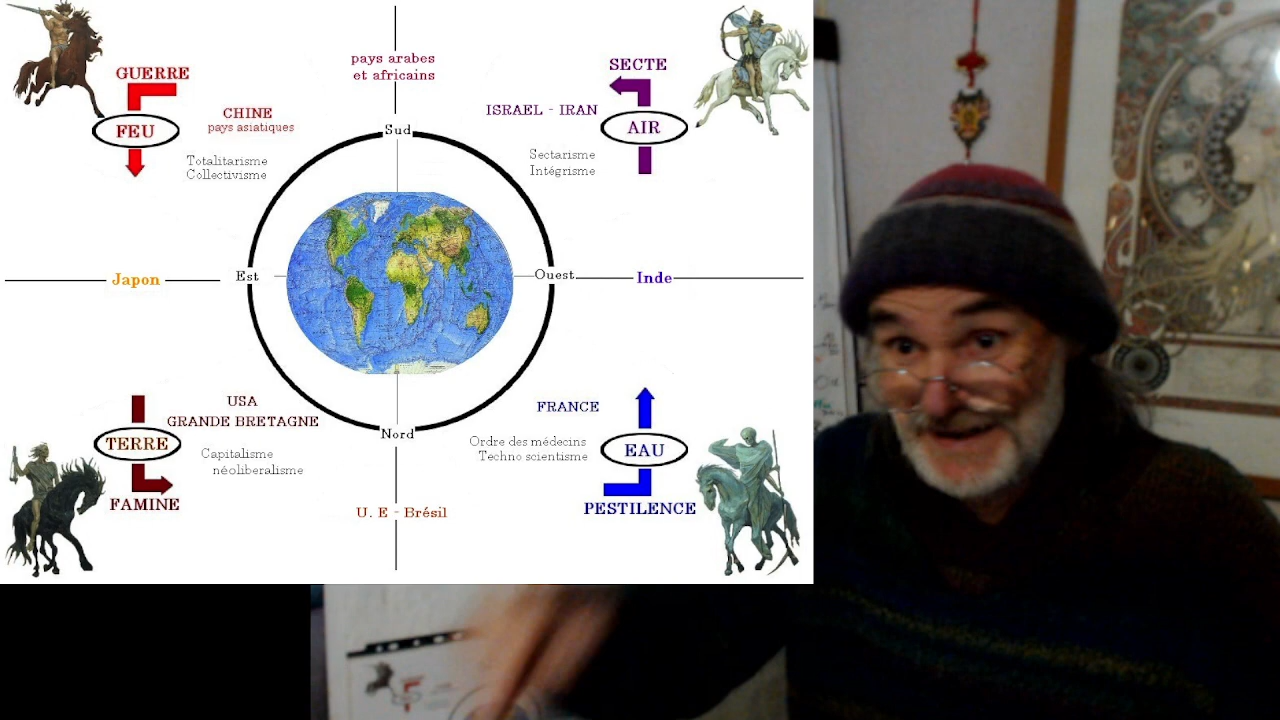 GUERRE
FEU
CHINE
pays asiatiques
Totalitarisme
Collectivisme
pays arabes
et africains
Sud
SECTE
ISRAEL - IRAN
AIR
Sectarisme
Intégrisme
Japon
Est
Ouest
Inde
USA
GRANDE BRETAGNE
TERRE
Capitalisme
néoliberalisme
FAMINE
Nord
U. E - Brésil
FRANCE
Ordre des médecins
Techno scientisme
EAU
PESTILENCE